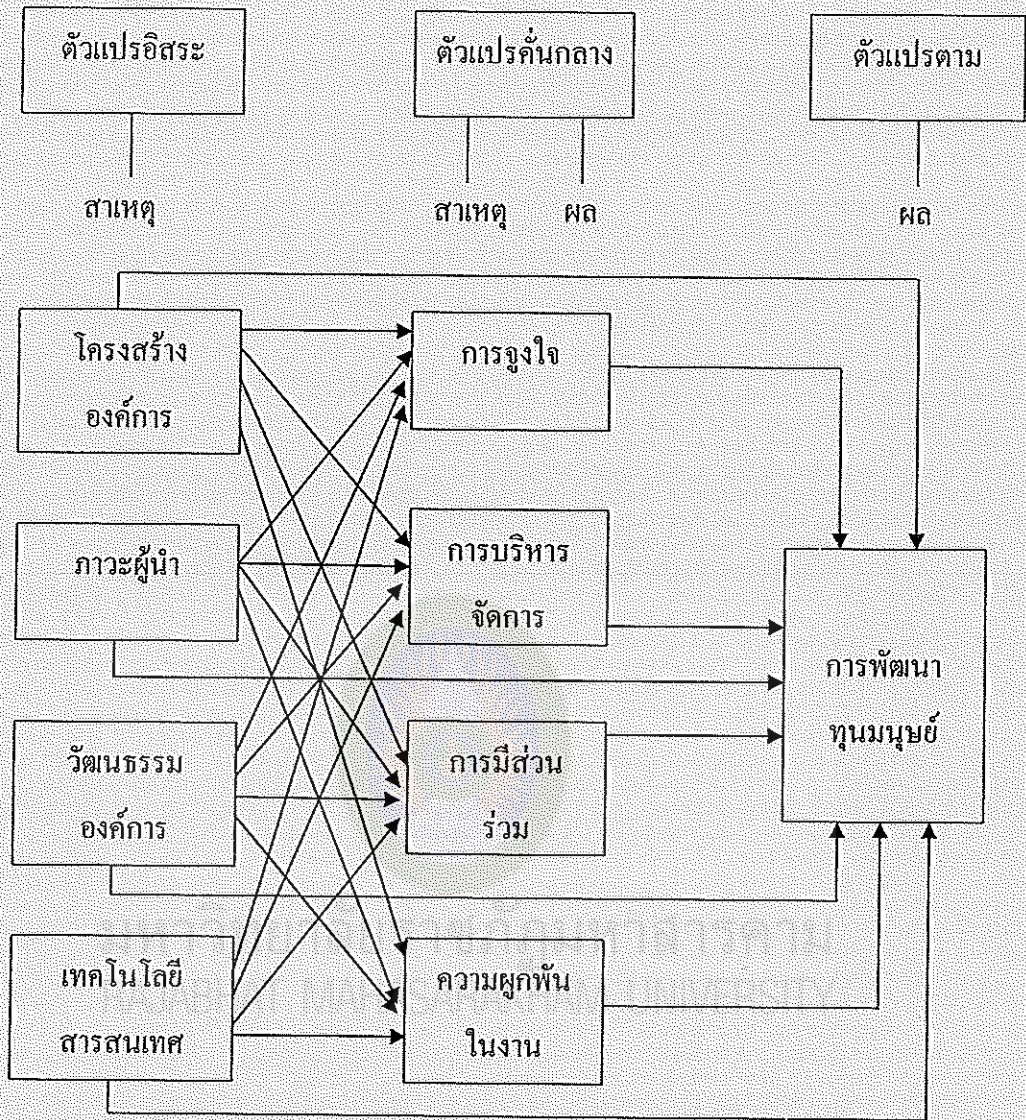 ตัวแปรอิสระ
ตัวแปรคั่นกลาง
ตัวแปรตาม
สาเหตุ
สาเหตุ
ผล
ผล
โครงสร้าง
องค์การ
การจูงใจ
ภาวะผู้นำ
การบริหาร
จัดการ
การพัฒนา
ทุนมนุษย์
วัฒนธรรม
องค์การ
การมีส่วน
ร่วม
เทคโนโลยี
สารสนเทศ
ความผูกพัน
ในงาน